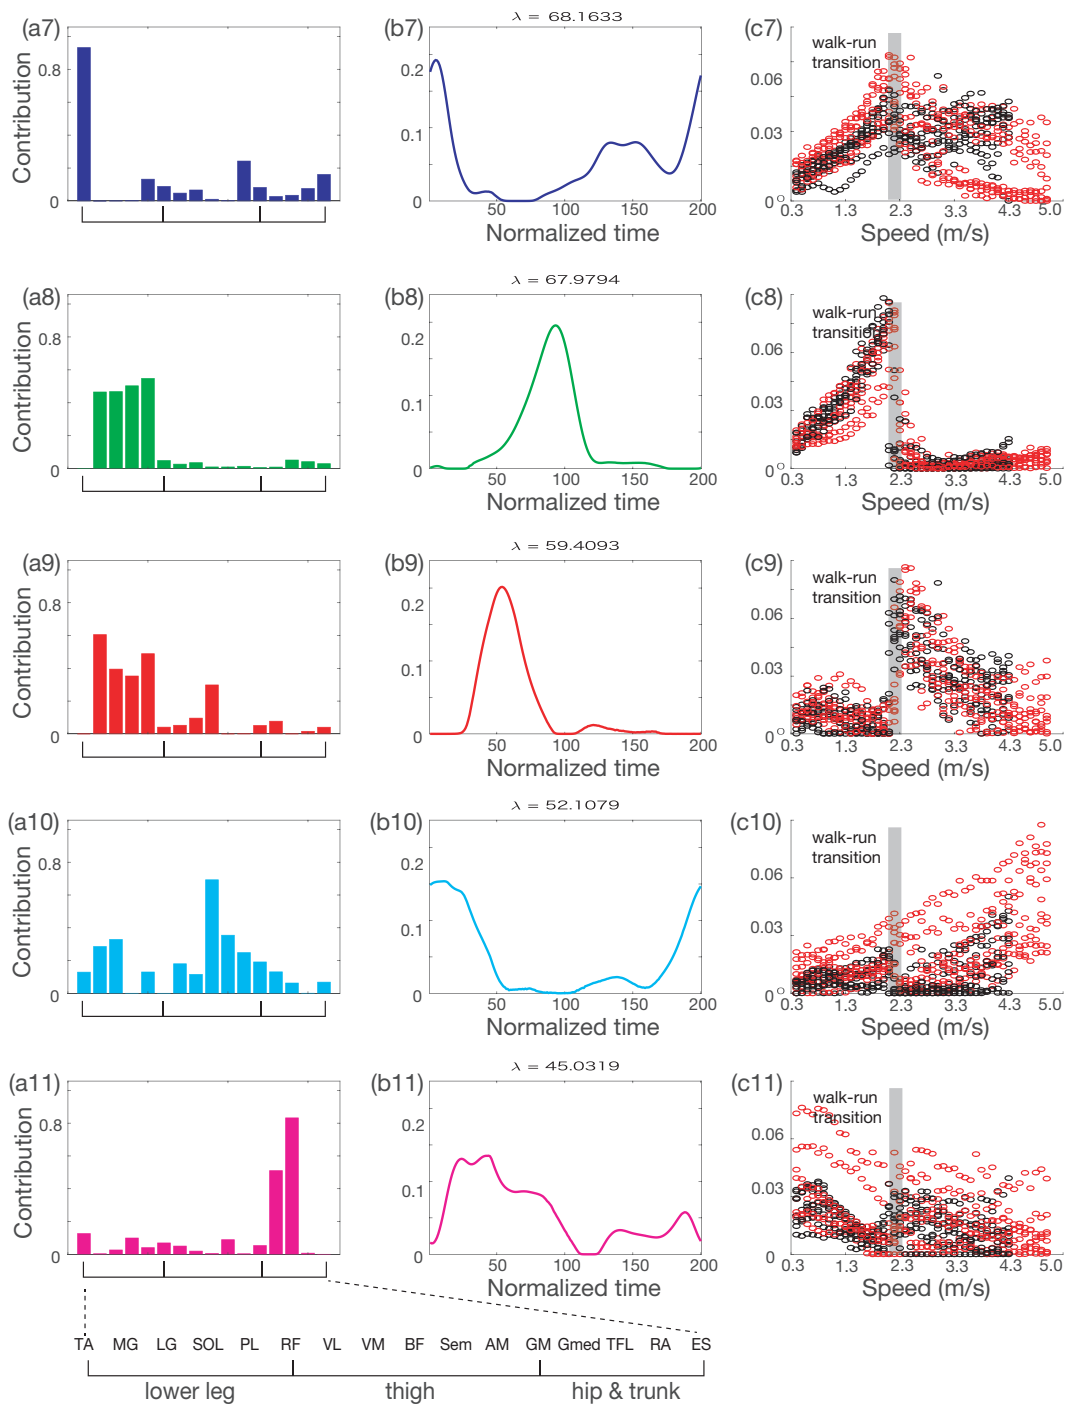 (a7)
Contribution
0.8
0
(b7)
λ = 68.1633
0.2
0.1
0
50
100
150
200
Normalized time
(c7)
walk-run
transition
0.06
0.03
0
0.3
1.3
2.3
3.3
4.3
5.0
Speed (m/s)
(a8)
Contribution
0.8
0
(b8)
λ = 67.9794
0.2
0.1
0
50
100
150
200
Normalized time
(c8)
walk-run
transition
0.06
0.03
0
0.3
1.3
2.3
3.3
4.3
5.0
Speed (m/s)
(a9)
Contribution
0.8
0
(b9)
λ = 59.4093
0.2
0.1
0
50
100
150
200
Normalized time
(c9)
walk-run
transition
0.06
0.03
0
0.3
1.3
2.3
3.3
4.3
5.0
Speed (m/s)
(a10)
Contribution
0.8
0
(b10)
λ = 52.1079
0.2
0.1
0
50
100
150
200
Normalized time
(c10)
walk-run
transition
0.06
0.03
0
0.3
1.3
2.3
3.3
4.3
5.0
Speed (m/s)
(a11)
Contribution
0.8
0
(b11)
λ = 45.0319
0.2
0.1
0
50
100
150
200
Normalized time
(c11)
walk-run
transition
0.06
0.03
0
0.3
1.3
2.3
3.3
4.3
5.0
Speed (m/s)
TA MG LG SOL PL RF VL VM BF Sem AM GM Gmed TFL RA ES
lower leg thigh hip & trunk